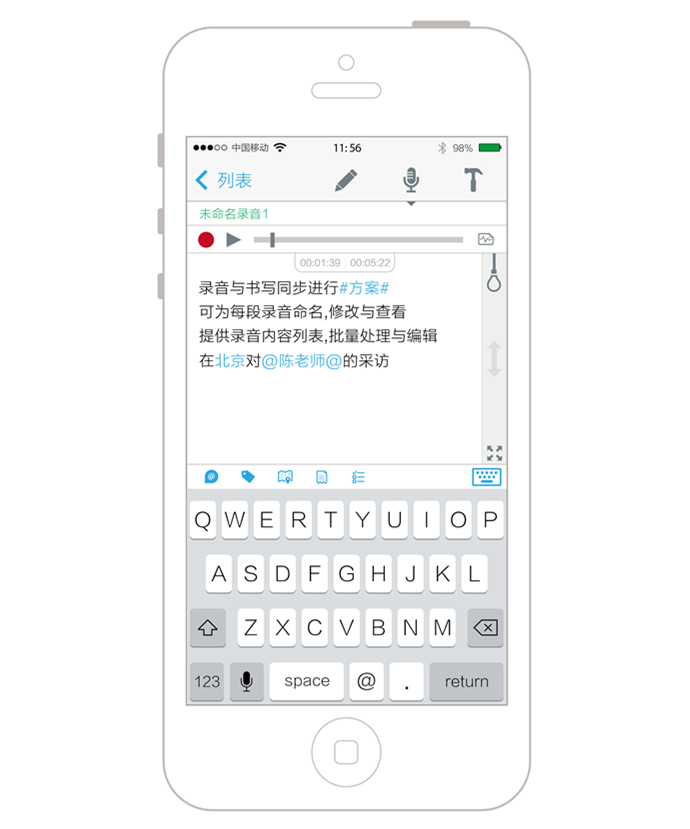 中国移动 11:56 98%
列表
未命名录音1
00:01:39 00:05:22
录音与书写同步进行#方案#
可为每段录音命名,修改与查看
提供录音内容列表,批量处理与编辑
在北京对@陈老师@的采访
@
Q W E R T Y U I O P
A S D F G H J K L
Z X C V B N M
123 space @ . return